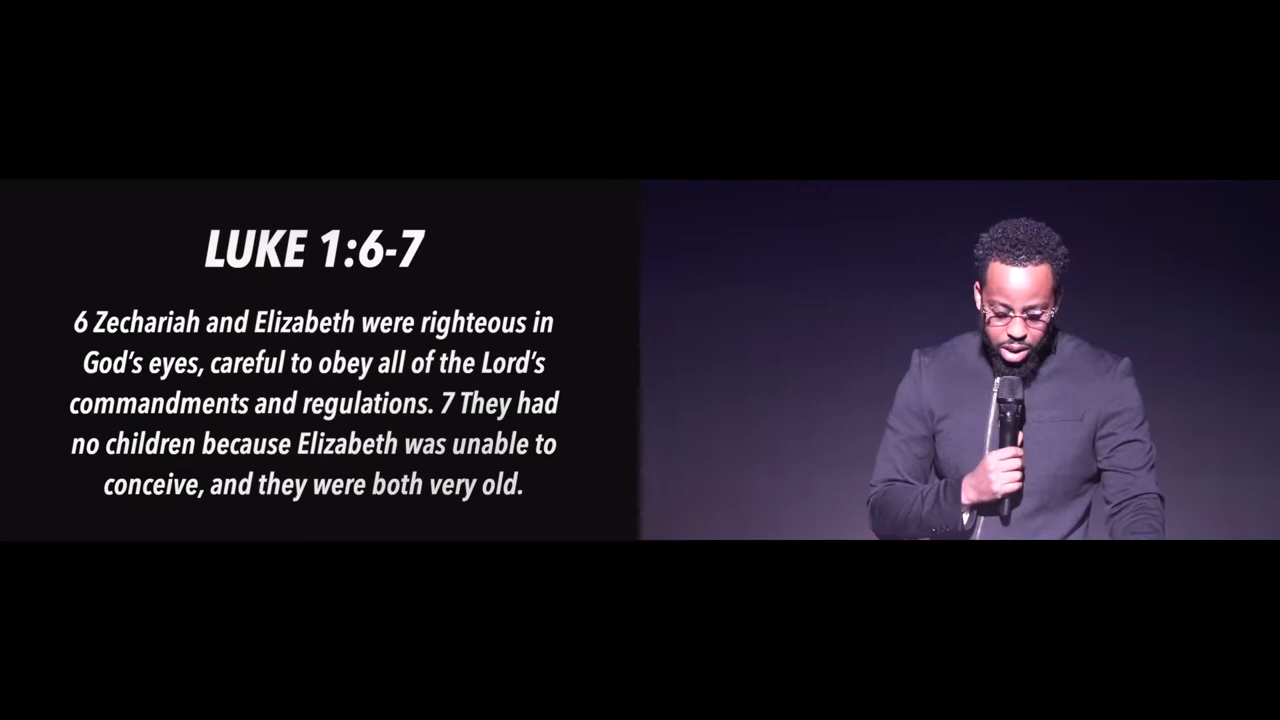 LUKE 1:6-7
6 Zechariah and Elizabeth were righteous in
God's eyes, careful to obey all of the Lord's
commandments and regulations. 7 They had
no children because Elizabeth was unable to
conceive, and they were both very old.